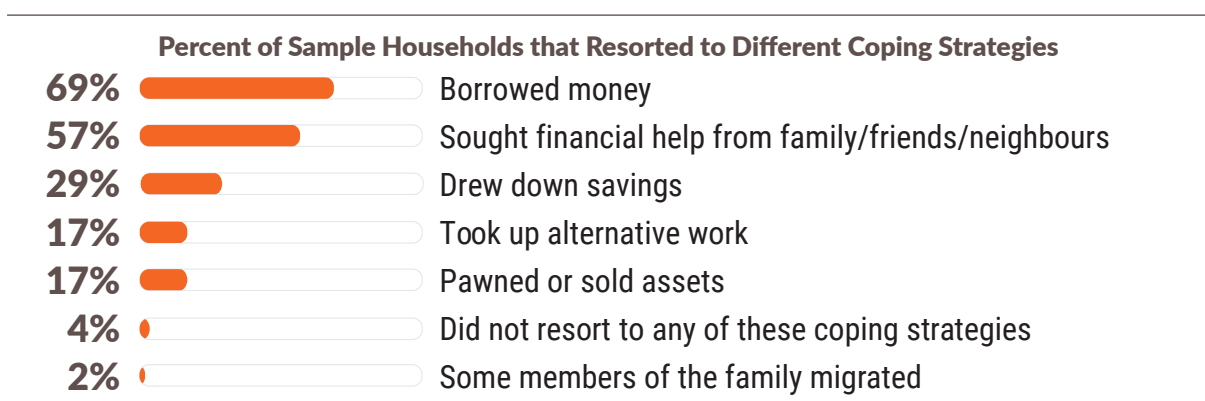 Percent of Sample Households that Resorted to Different Coping Strategies
69% Borrowed money
57% Sought financial help from family/friends/neighbours
29% Drew down savings
17% Took up alternative work
17% Pawned or sold assets
4% Did not resort to any of these coping strategies
2% Some members of the family migrated